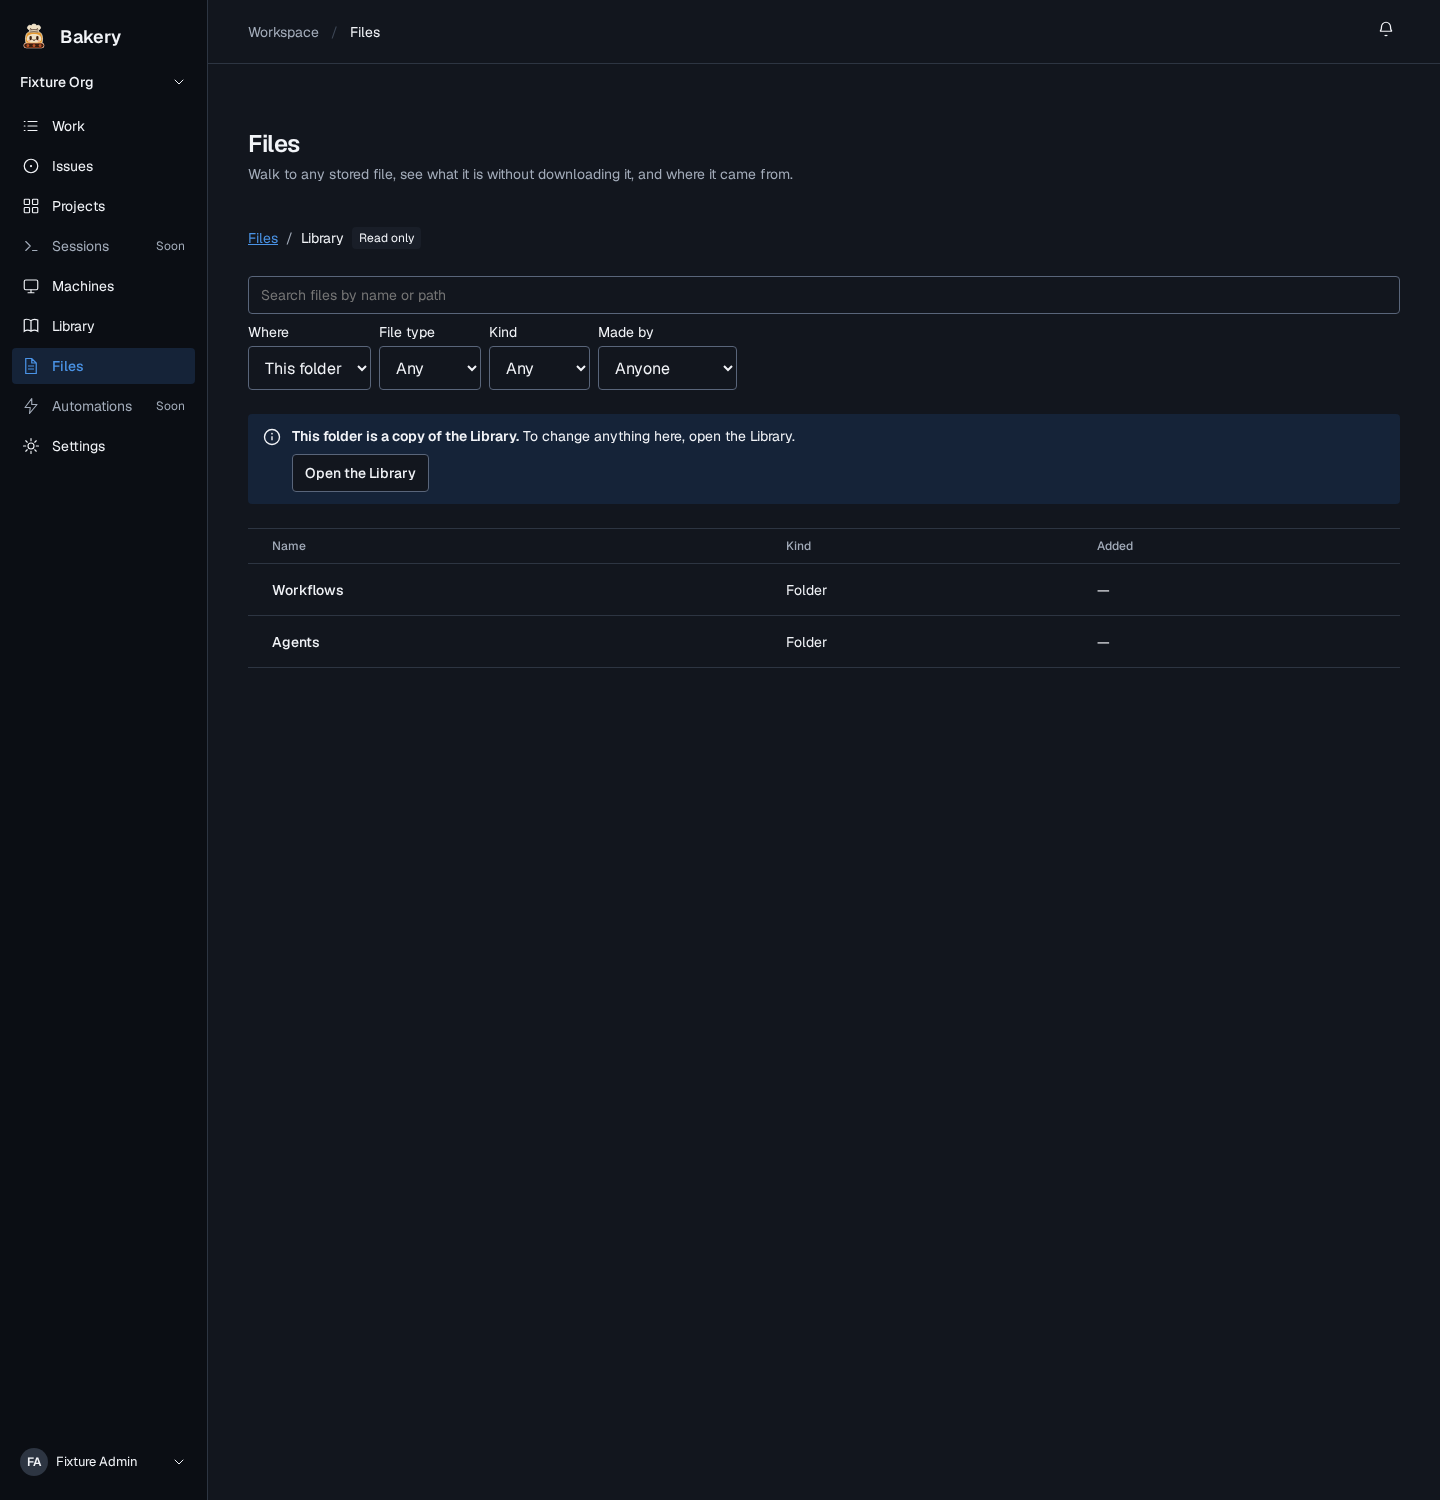 Bakery
Fixture Org
Work
Issues
Projects
Sessions Soon
Machines
Library
Files
Automations Soon
Settings
FA Fixture Admin
Workspace / Files
Files
Walk to any stored file, see what it is without downloading it, and where it came from.
Files / Library Read only
Search files by name or path
Where File type Kind Made by
This folder Any Any Anyone
This folder is a copy of the Library. To change anything here, open the Library.
Open the Library
Name Kind Added
Workflows Folder —
Agents Folder —